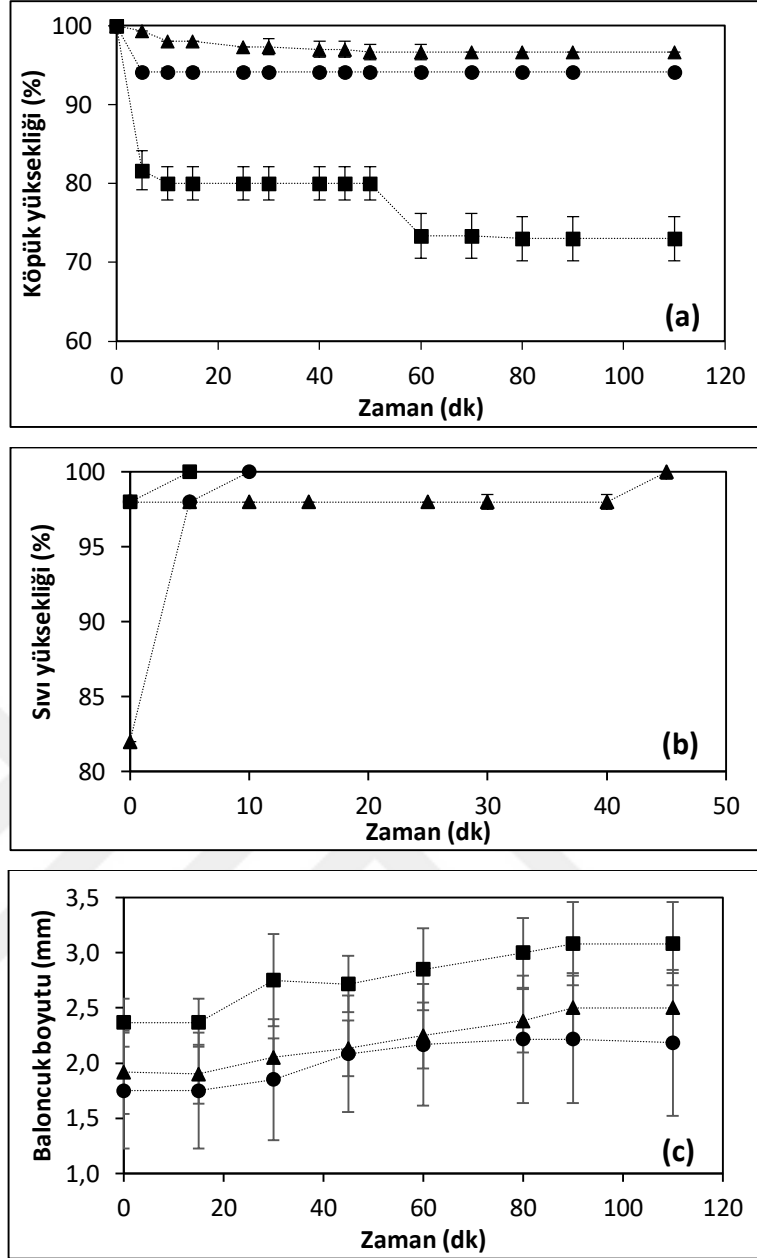 100
90
80
70
60
Köpük yüksekliği (%)
0 20 40 60 80 100 120
Zaman (dk)
(a)
100
95
90
85
80
Sıvı yüksekliği (%)
0 10 20 30 40 50
Zaman (dk)
(b)
3,5
3,0
2,5
2,0
1,5
1,0
Baloncuk boyutu (mm)
0 20 40 60 80 100 120
Zaman (dk)
(c)